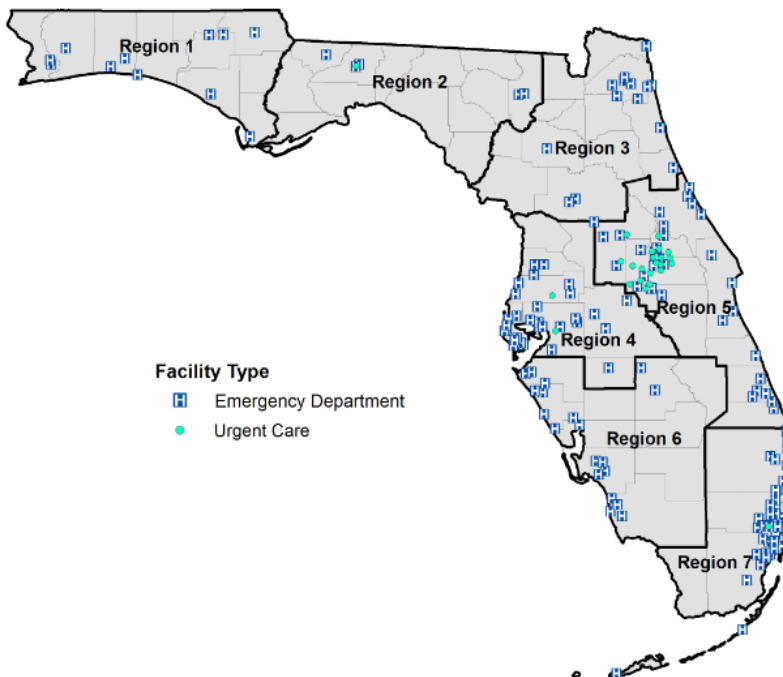 Region 1
Region 2
Region 3
Region 5
Region 4
Facility Type
Emergency Department
Urgent Care
Region 6
Region 7